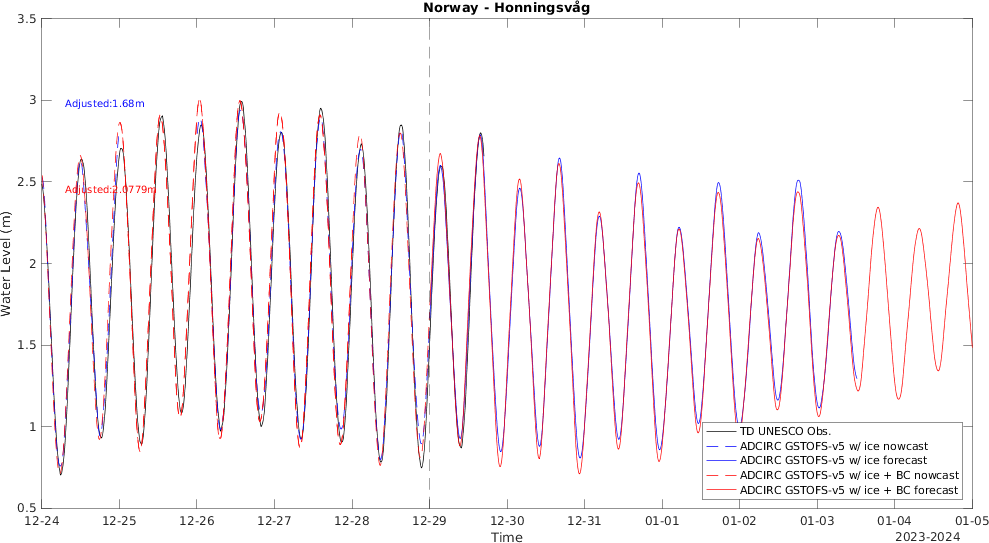 Norway - Honningsvåg
3.5
3
2.5
2
1.5
1
0.5
Water Level (m)
Adjusted:1.68m
Adjusted:2.0779m
TD UNESCO Obs.
ADCIRC GSTOFS-v5 w/ ice nowcast
ADCIRC GSTOFS-v5 w/ ice forecast
ADCIRC GSTOFS-v5 w/ ice + BC nowcast
ADCIRC GSTOFS-v5 w/ ice + BC forecast
12-24 12-25 12-26 12-27 12-28 12-29 12-30 12-31 01-01 01-02 01-03 01-04 01-05
Time
2023-2024